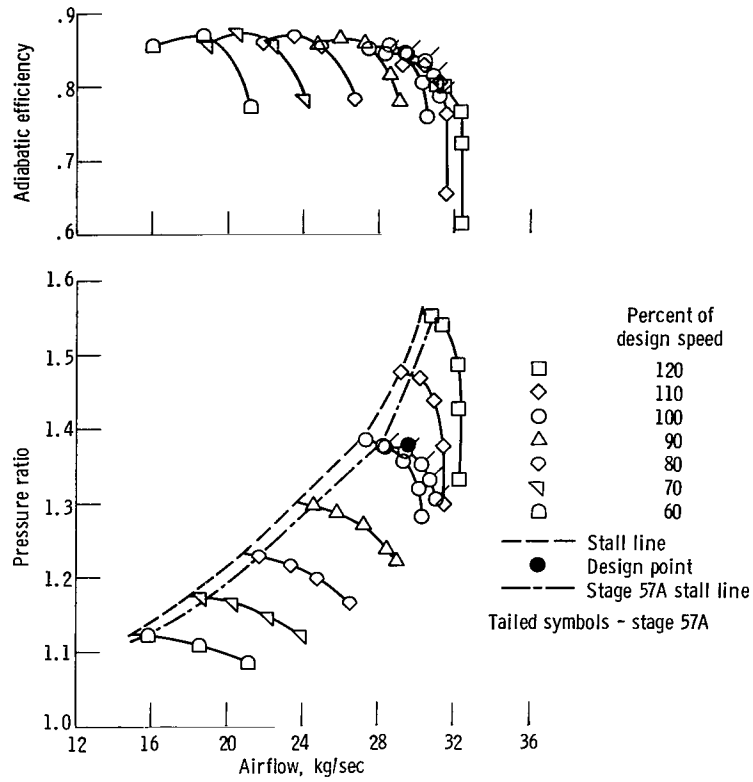 .9
.8
.7
.6
Adiabatic efficiency
1.6
1.5
1.4
1.3
1.2
1.1
1.0
Pressure ratio
12 16 20 24 28 32 36
Airflow, kg/sec
Percent of
design speed
120
110
100
90
80
70
60
Stall line
Design point
Stage 57A stall line
Tailed symbols - stage 57A